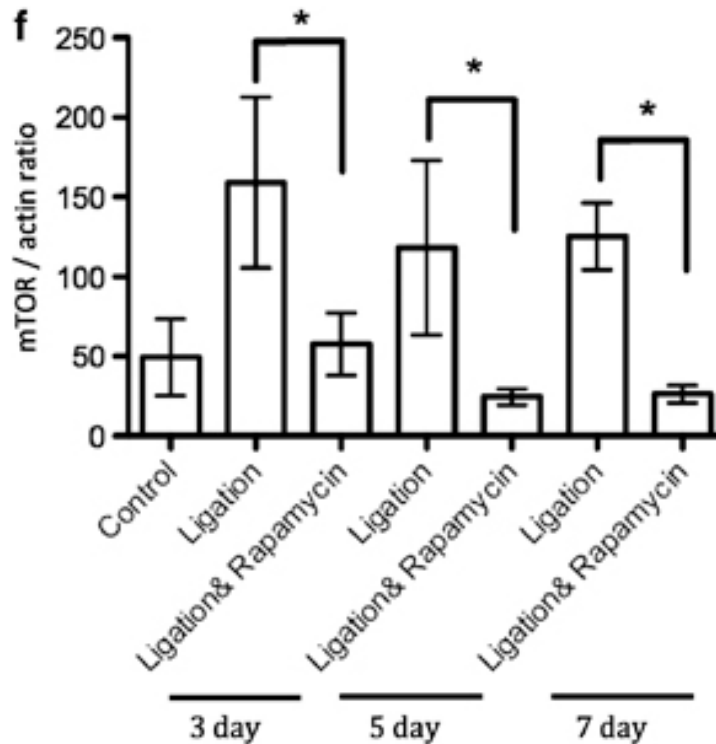 f
mTOR / actin ratio
250
200
150
100
50
0
*
*
*
Control
Ligation
Ligation& Rapamycin
Ligation
Ligation& Rapamycin
Ligation
Ligation& Rapamycin
3 day
5 day
7 day